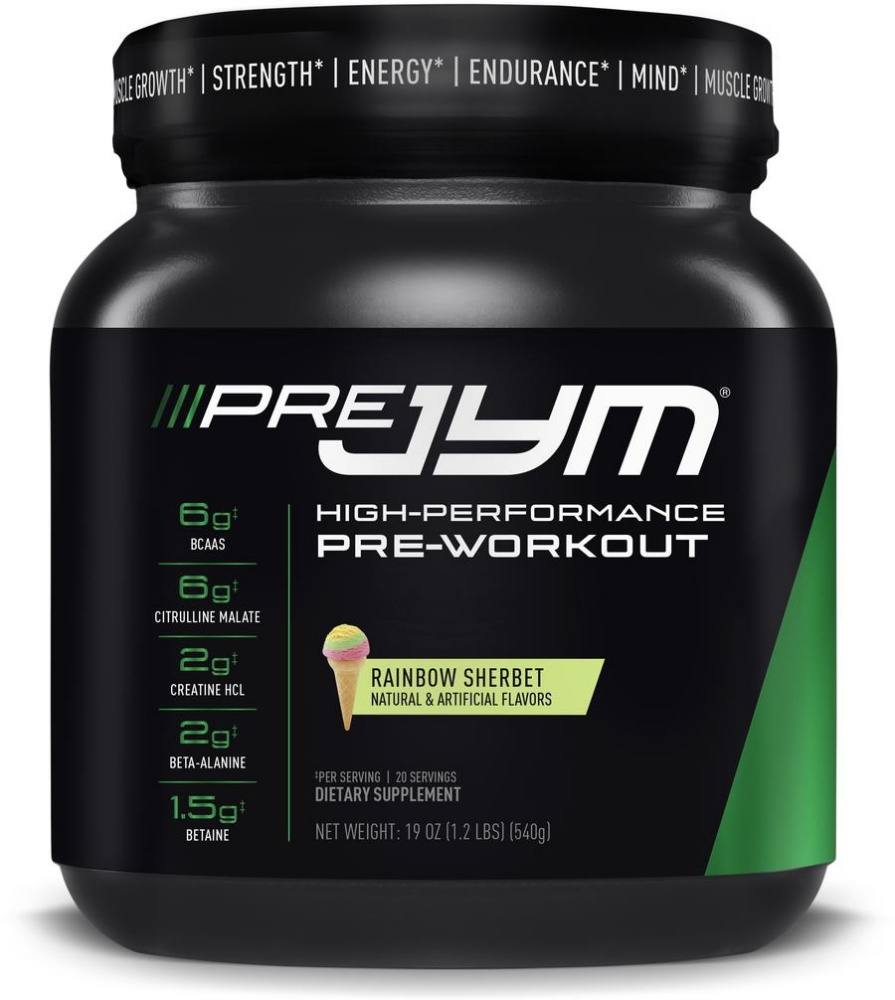 GROWTH* | STRENGTH* | ENERGY* | ENDURANCE* | MIND* | MUSCLE
///PRE JYM®
HIGH-PERFORMANCE
PRE-WORKOUT
6g‡
BCAAS
6g‡
CITRULLINE MALATE
2g‡
CREATINE HCL
2g‡
BETA-ALANINE
1.5g‡
BETAINE
RAINBOW SHERBET
NATURAL & ARTIFICIAL FLAVORS
‡PER SERVING | 20 SERVINGS
DIETARY SUPPLEMENT
NET WEIGHT: 19 OZ (1.2 LBS) (540g)